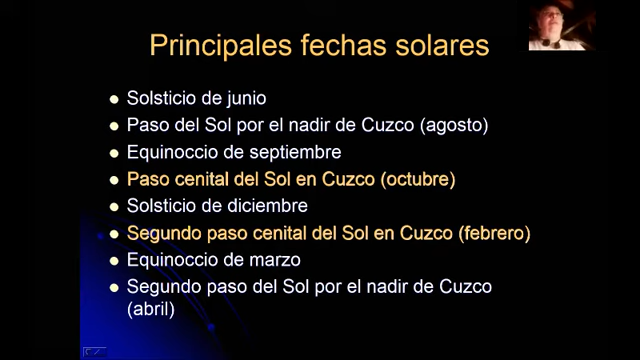 Principales fechas solares
Solsticio de junio
Paso del Sol por el nadir de Cuzco (agosto)
Equinoccio de septiembre
Paso cenital del Sol en Cuzco (octubre)
Solsticio de diciembre
Segundo paso cenital del Sol en Cuzco (febrero)
Equinoccio de marzo
Segundo paso del Sol por el nadir de Cuzco
(abril)